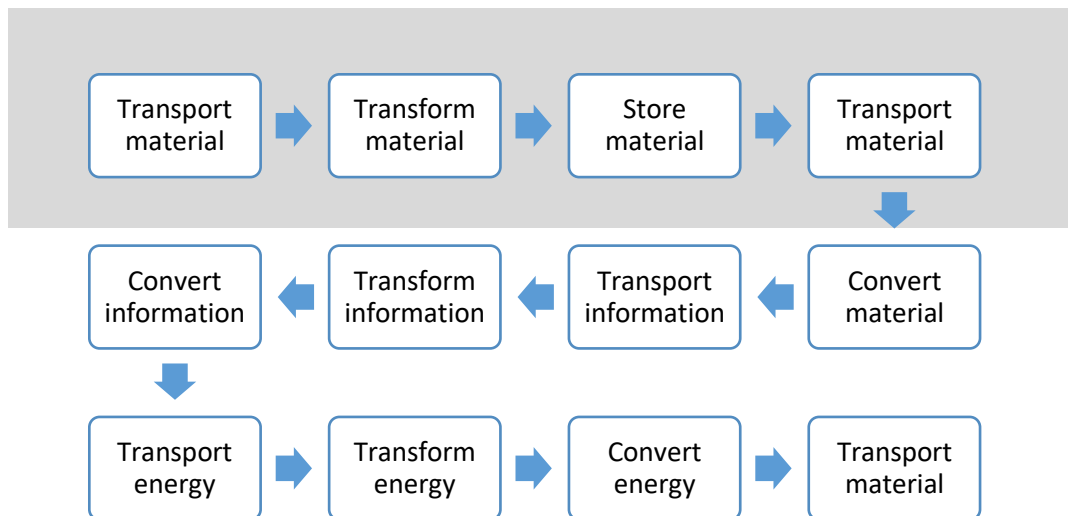 Transport
material
Transform
material
Store
material
Transport
material
Convert
information
Transform
information
Transport
information
Convert
material
Transport
energy
Transform
energy
Convert
energy
Transport
material